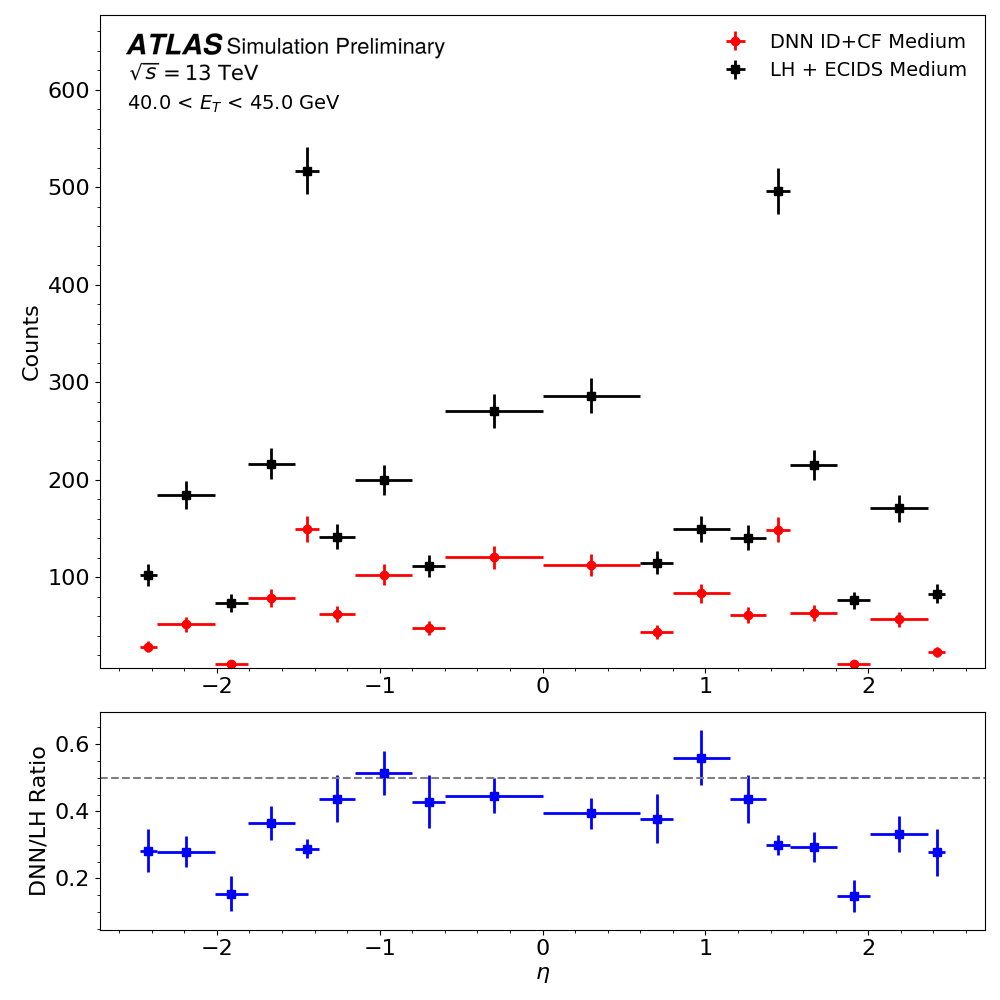 ATLAS Simulation Preliminary
√s = 13 TeV
40.0 < E_T < 45.0 GeV
DNN ID+CF Medium
LH + ECIDS Medium
Counts
600
500
400
300
200
100
−2 −1 0 1 2
DNN/LH Ratio
0.6
0.4
0.2
−2 −1 0 1 2
η